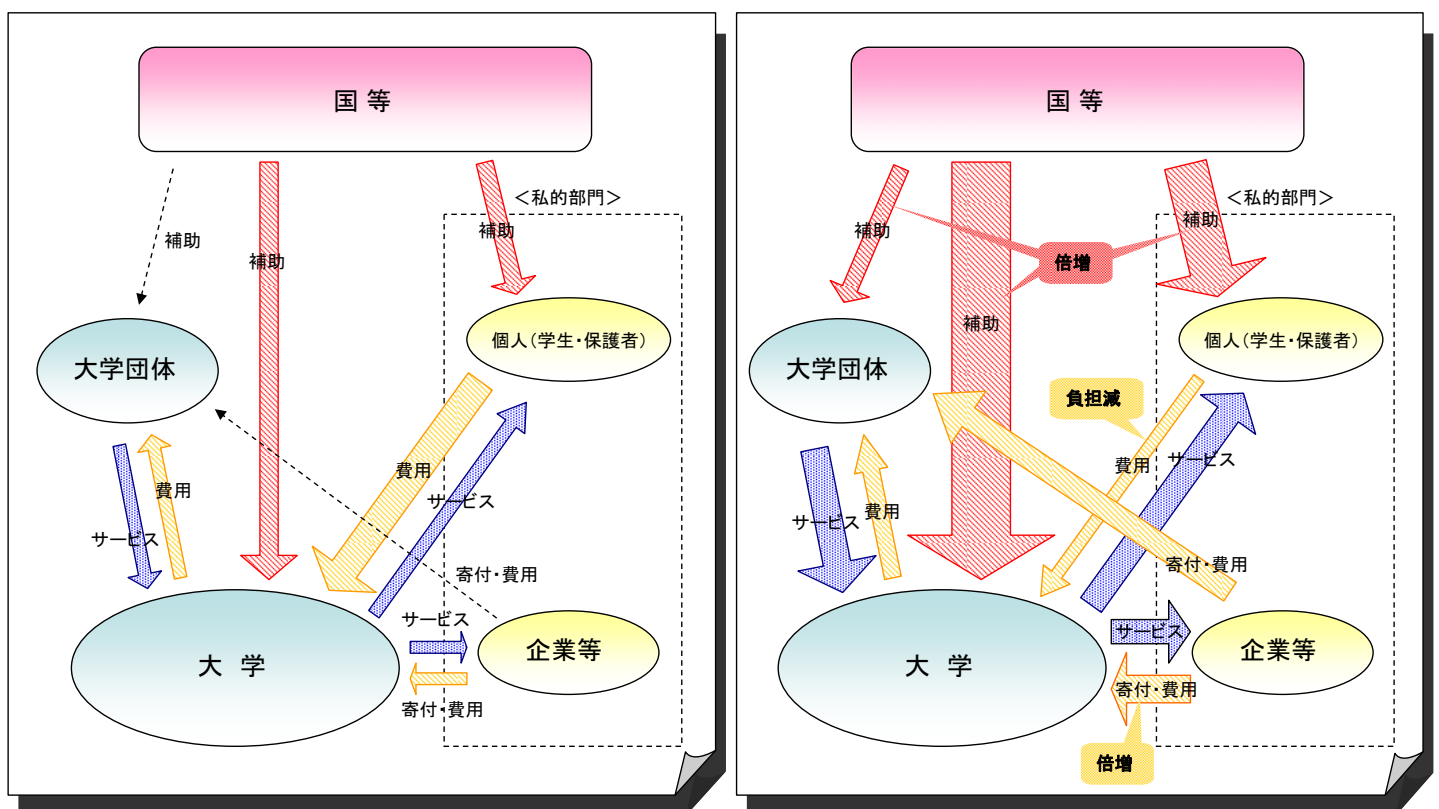 国 等
＜私的部門＞
補助
補助
補助
個人（学生・保護者）
大学団体
費用
費用
サービス
サービス
寄付・費用
サービス
企業等
大 学
寄付・費用
国 等
＜私的部門＞
補助
補助
倍増
補助
個人（学生・保護者）
大学団体
負担減
費用
サービス
費用
サービス
寄付・費用
サービス
企業等
大 学
寄付・費用
倍増